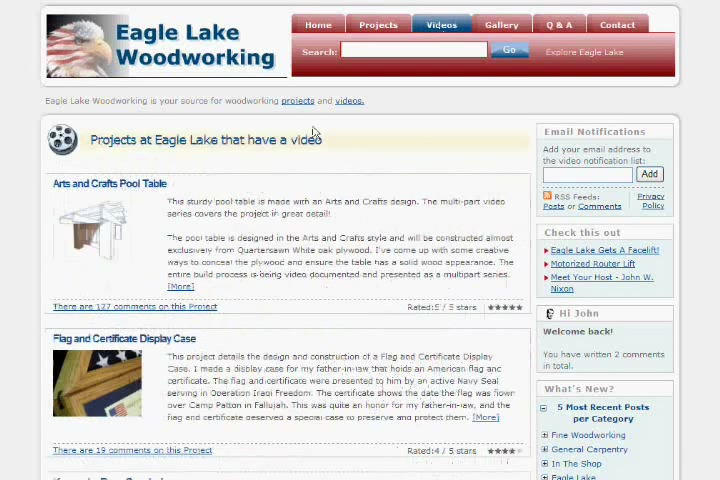 Eagle Lake
Woodworking
Home Projects Videos Gallery Q & A Contact
Search: Go Explore Eagle Lake
Eagle Lake Woodworking is your source for woodworking projects and videos.
Projects at Eagle Lake that have a video
Arts and Crafts Pool Table
This sturdy pool table is made with an Arts and Crafts design. The multi-part video
series covers the project in great detail!
The pool table is designed in the Arts and Crafts style and will be constructed almost
exclusively from Quartersawn White oak plywood. I've come up with some creative
ways to conceal the plywood and ensure the table has a solid wood appearance. The
entire build process is being video documented and presented as a multipart series.
[More]
There are 127 comments on this Project Rated:5 / 5 stars
Flag and Certificate Display Case
This project details the design and construction of a Flag and Certificate Display
Case. I made a display case for my father-in-law that holds an American flag and
certificate. The flag and certificate were presented to him by an active Navy Seal
serving in Operation Iraqi Freedom. The certificate shows the date the flag was flown
over Camp Patton in Fallujah. This was quite an honor for my father-in-law, and the
flag and certificate deserved a special case to preserve and protect them. [More]
There are 19 comments on this Project Rated:4 / 5 stars
Email Notifications
Add your email address to
the video notification list:
Add
RSS Feeds:
Posts or Comments
Privacy
Policy
Check this out
Eagle Lake Gets A Facelift!
Motorized Router Lift
Meet Your Host - John W.
Nixon
Hi John
Welcome back!
You have written 2 comments
in total.
What's New?
5 Most Recent Posts
per Category
Fine Woodworking
General Carpentry
In The Shop
Eagle Lake